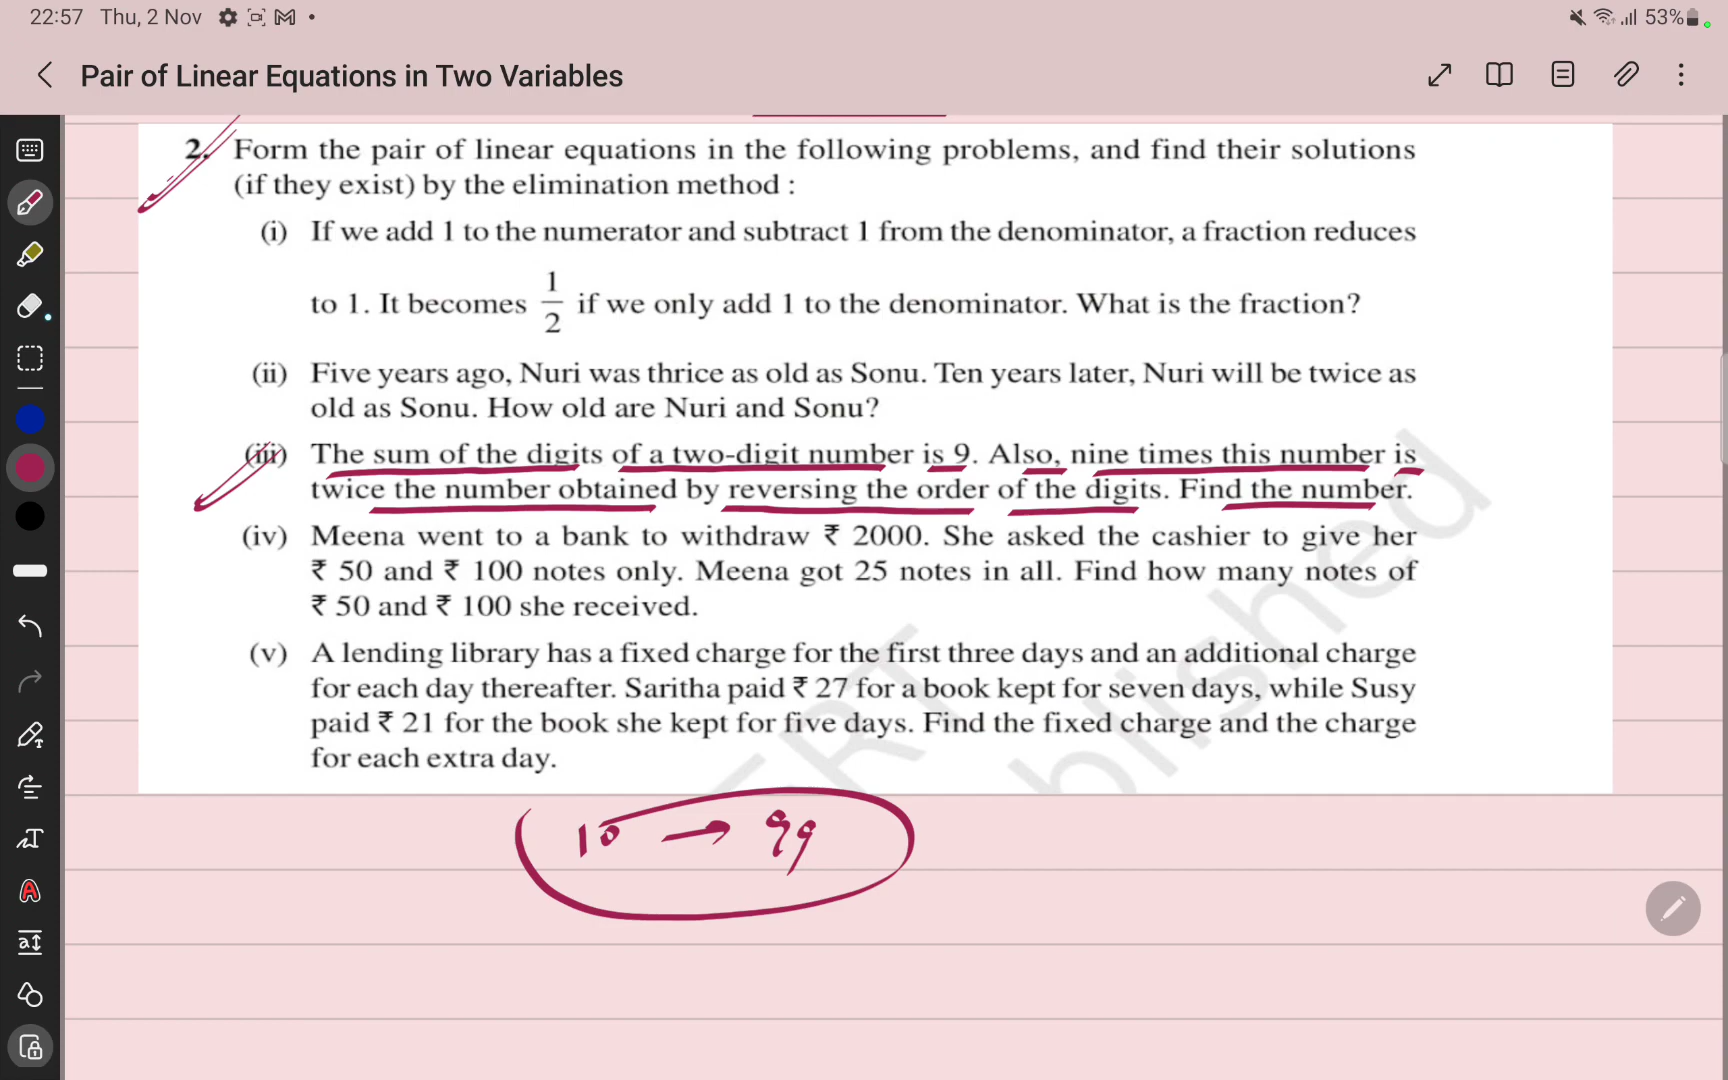 22:57 Thu, 2 Nov
53%
Pair of Linear Equations in Two Variables
2. Form the pair of linear equations in the following problems, and find their solutions
(if they exist) by the elimination method :
(i) If we add 1 to the numerator and subtract 1 from the denominator, a fraction reduces
to 1. It becomes 1/2 if we only add 1 to the denominator. What is the fraction?
(ii) Five years ago, Nuri was thrice as old as Sonu. Ten years later, Nuri will be twice as
old as Sonu. How old are Nuri and Sonu?
(iii) The sum of the digits of a two-digit number is 9. Also, nine times this number is
twice the number obtained by reversing the order of the digits. Find the number.
(iv) Meena went to a bank to withdraw ₹ 2000. She asked the cashier to give her
₹ 50 and ₹ 100 notes only. Meena got 25 notes in all. Find how many notes of
₹ 50 and ₹ 100 she received.
(v) A lending library has a fixed charge for the first three days and an additional charge
for each day thereafter. Saritha paid ₹ 27 for a book kept for seven days, while Susy
paid ₹ 21 for the book she kept for five days. Find the fixed charge and the charge
for each extra day.
10 → 99